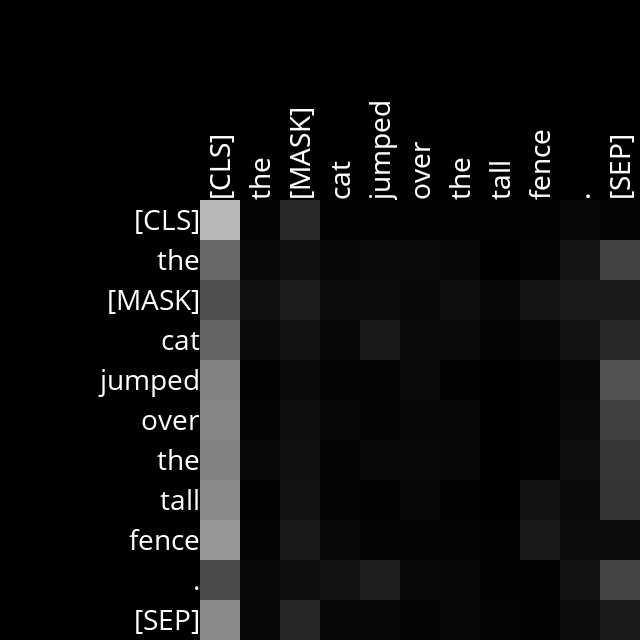 [CLS] the [MASK] cat jumped over the tall fence . [SEP]
[CLS]
the
[MASK]
cat
jumped
over
the
tall
fence
.
[SEP]